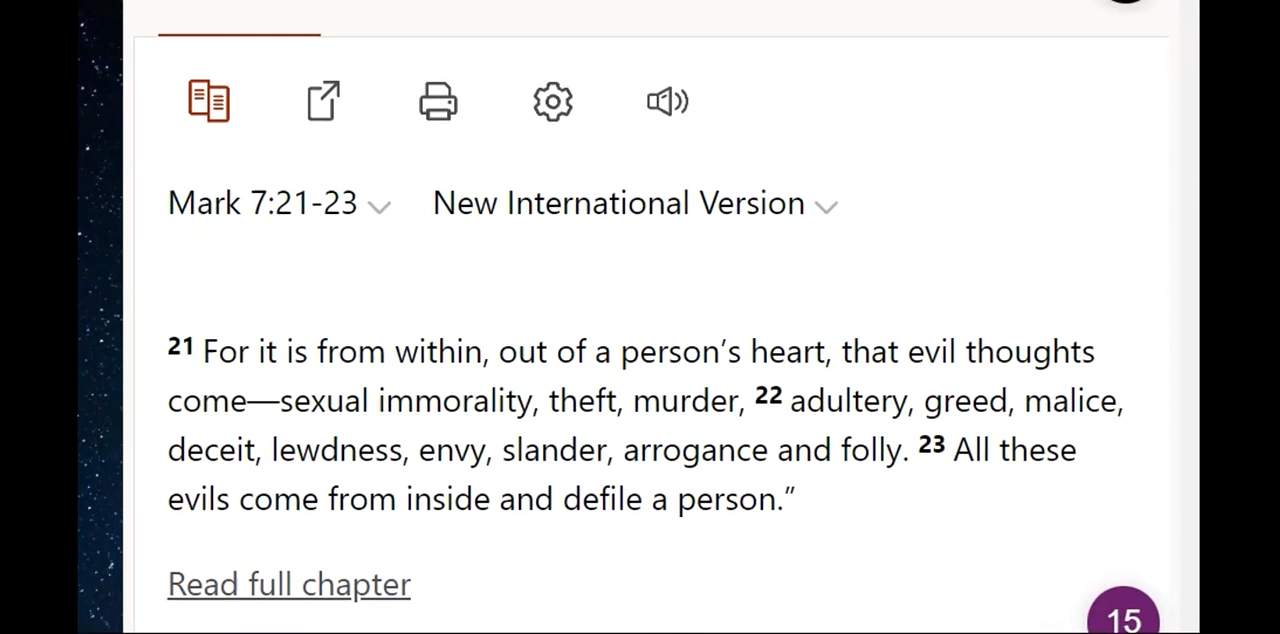 Mark 7:21-23 New International Version
21 For it is from within, out of a person’s heart, that evil thoughts
come—sexual immorality, theft, murder, 22 adultery, greed, malice,
deceit, lewdness, envy, slander, arrogance and folly. 23 All these
evils come from inside and defile a person.”
Read full chapter
15